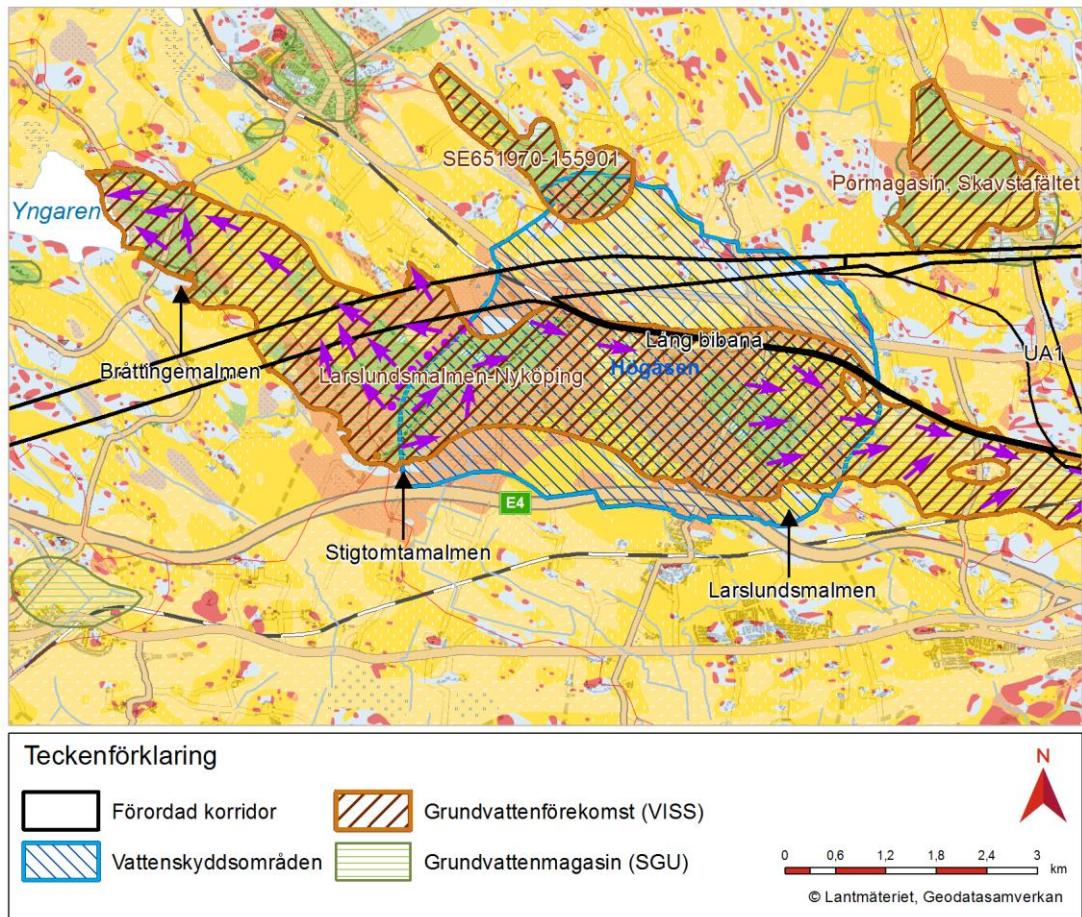 SE651970-155901
Pormagasin, Skavstafältet
Yngaren
Brättingemalmen
Lång bibana
Högåsen
UA1
Larslundsmalmen-Nyköping
E4
Stigtomtamalmen
Larslundsmalmen
Teckenförklaring
Förordad korridor
Grundvattenförekomst (VISS)
Vattenskyddsområden
Grundvattenmagasin (SGU)
N
0 0,6 1,2 1,8 2,4 3
km
© Lantmäteriet, Geodatasamverkan